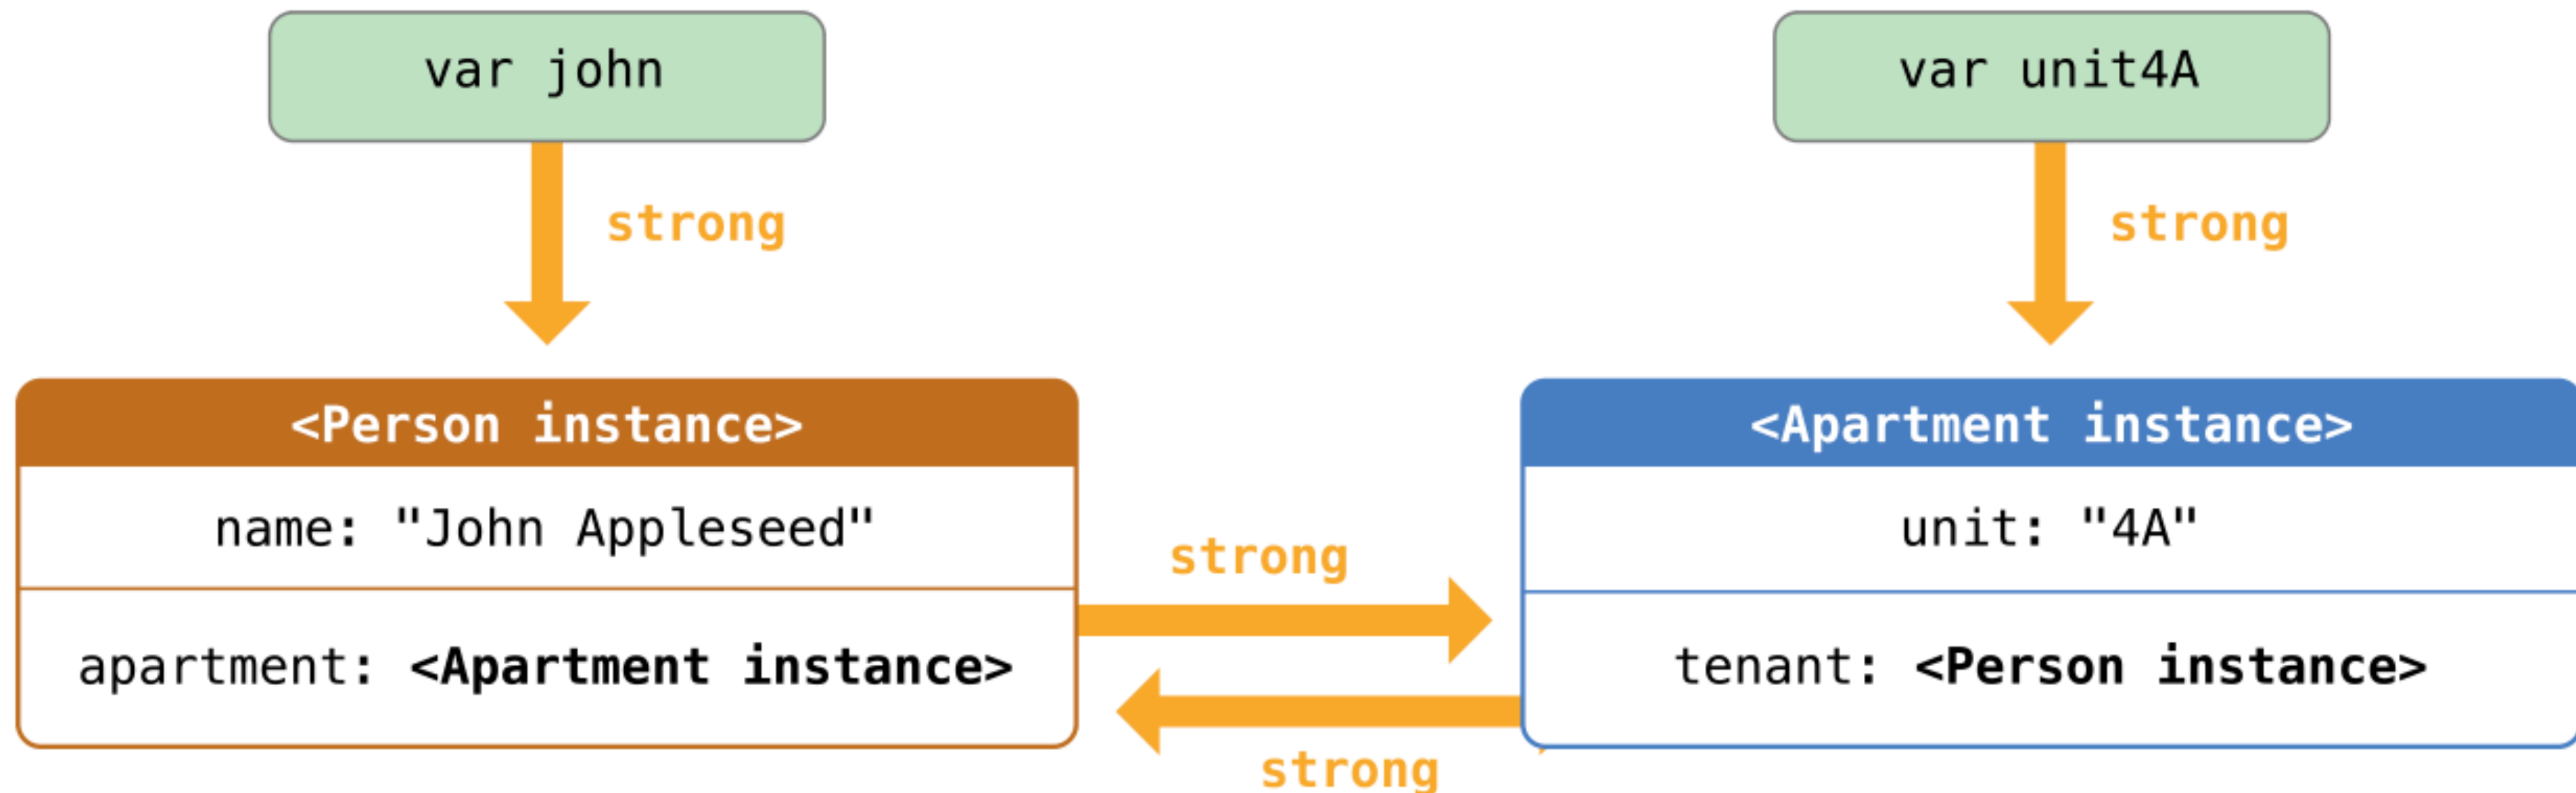 var john
var unit4A
strong
strong
<Person instance>
<Apartment instance>
name: "John Appleseed"
unit: "4A"
strong
apartment: <Apartment instance>
tenant: <Person instance>
strong